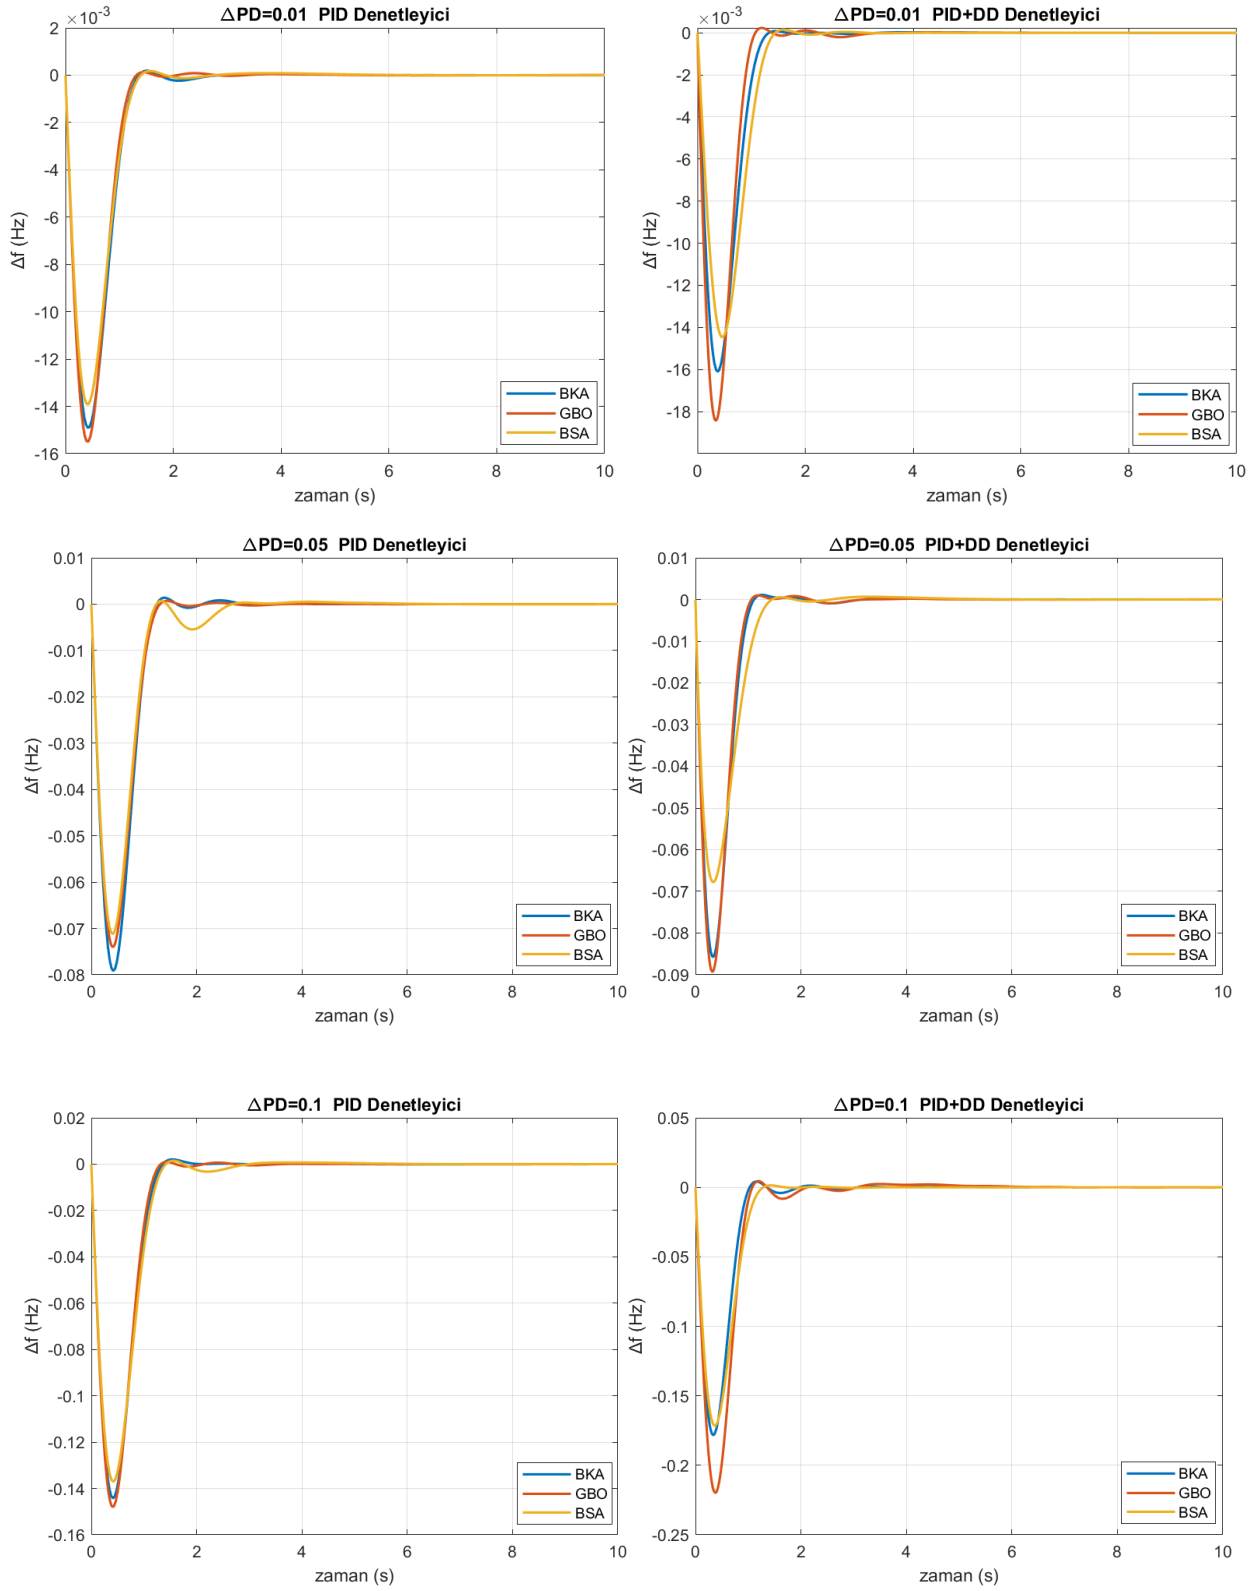 △PD=0.01 PID Denetleyici
×10⁻³
2
0
-2
-4
-6
-8
-10
-12
-14
-16
Δf (Hz)
0 2 4 6 8 10
zaman (s)
BKA
GBO
BSA
△PD=0.01 PID+DD Denetleyici
×10⁻³
0
-2
-4
-6
-8
-10
-12
-14
-16
-18
Δf (Hz)
0 2 4 6 8 10
zaman (s)
BKA
GBO
BSA
△PD=0.05 PID Denetleyici
0.01
0
-0.01
-0.02
-0.03
-0.04
-0.05
-0.06
-0.07
-0.08
Δf (Hz)
0 2 4 6 8 10
zaman (s)
BKA
GBO
BSA
△PD=0.05 PID+DD Denetleyici
0.01
0
-0.01
-0.02
-0.03
-0.04
-0.05
-0.06
-0.07
-0.08
-0.09
Δf (Hz)
0 2 4 6 8 10
zaman (s)
BKA
GBO
BSA
△PD=0.1 PID Denetleyici
0.02
0
-0.02
-0.04
-0.06
-0.08
-0.1
-0.12
-0.14
-0.16
Δf (Hz)
0 2 4 6 8 10
zaman (s)
BKA
GBO
BSA
△PD=0.1 PID+DD Denetleyici
0.05
0
-0.05
-0.1
-0.15
-0.2
-0.25
Δf (Hz)
0 2 4 6 8 10
zaman (s)
BKA
GBO
BSA